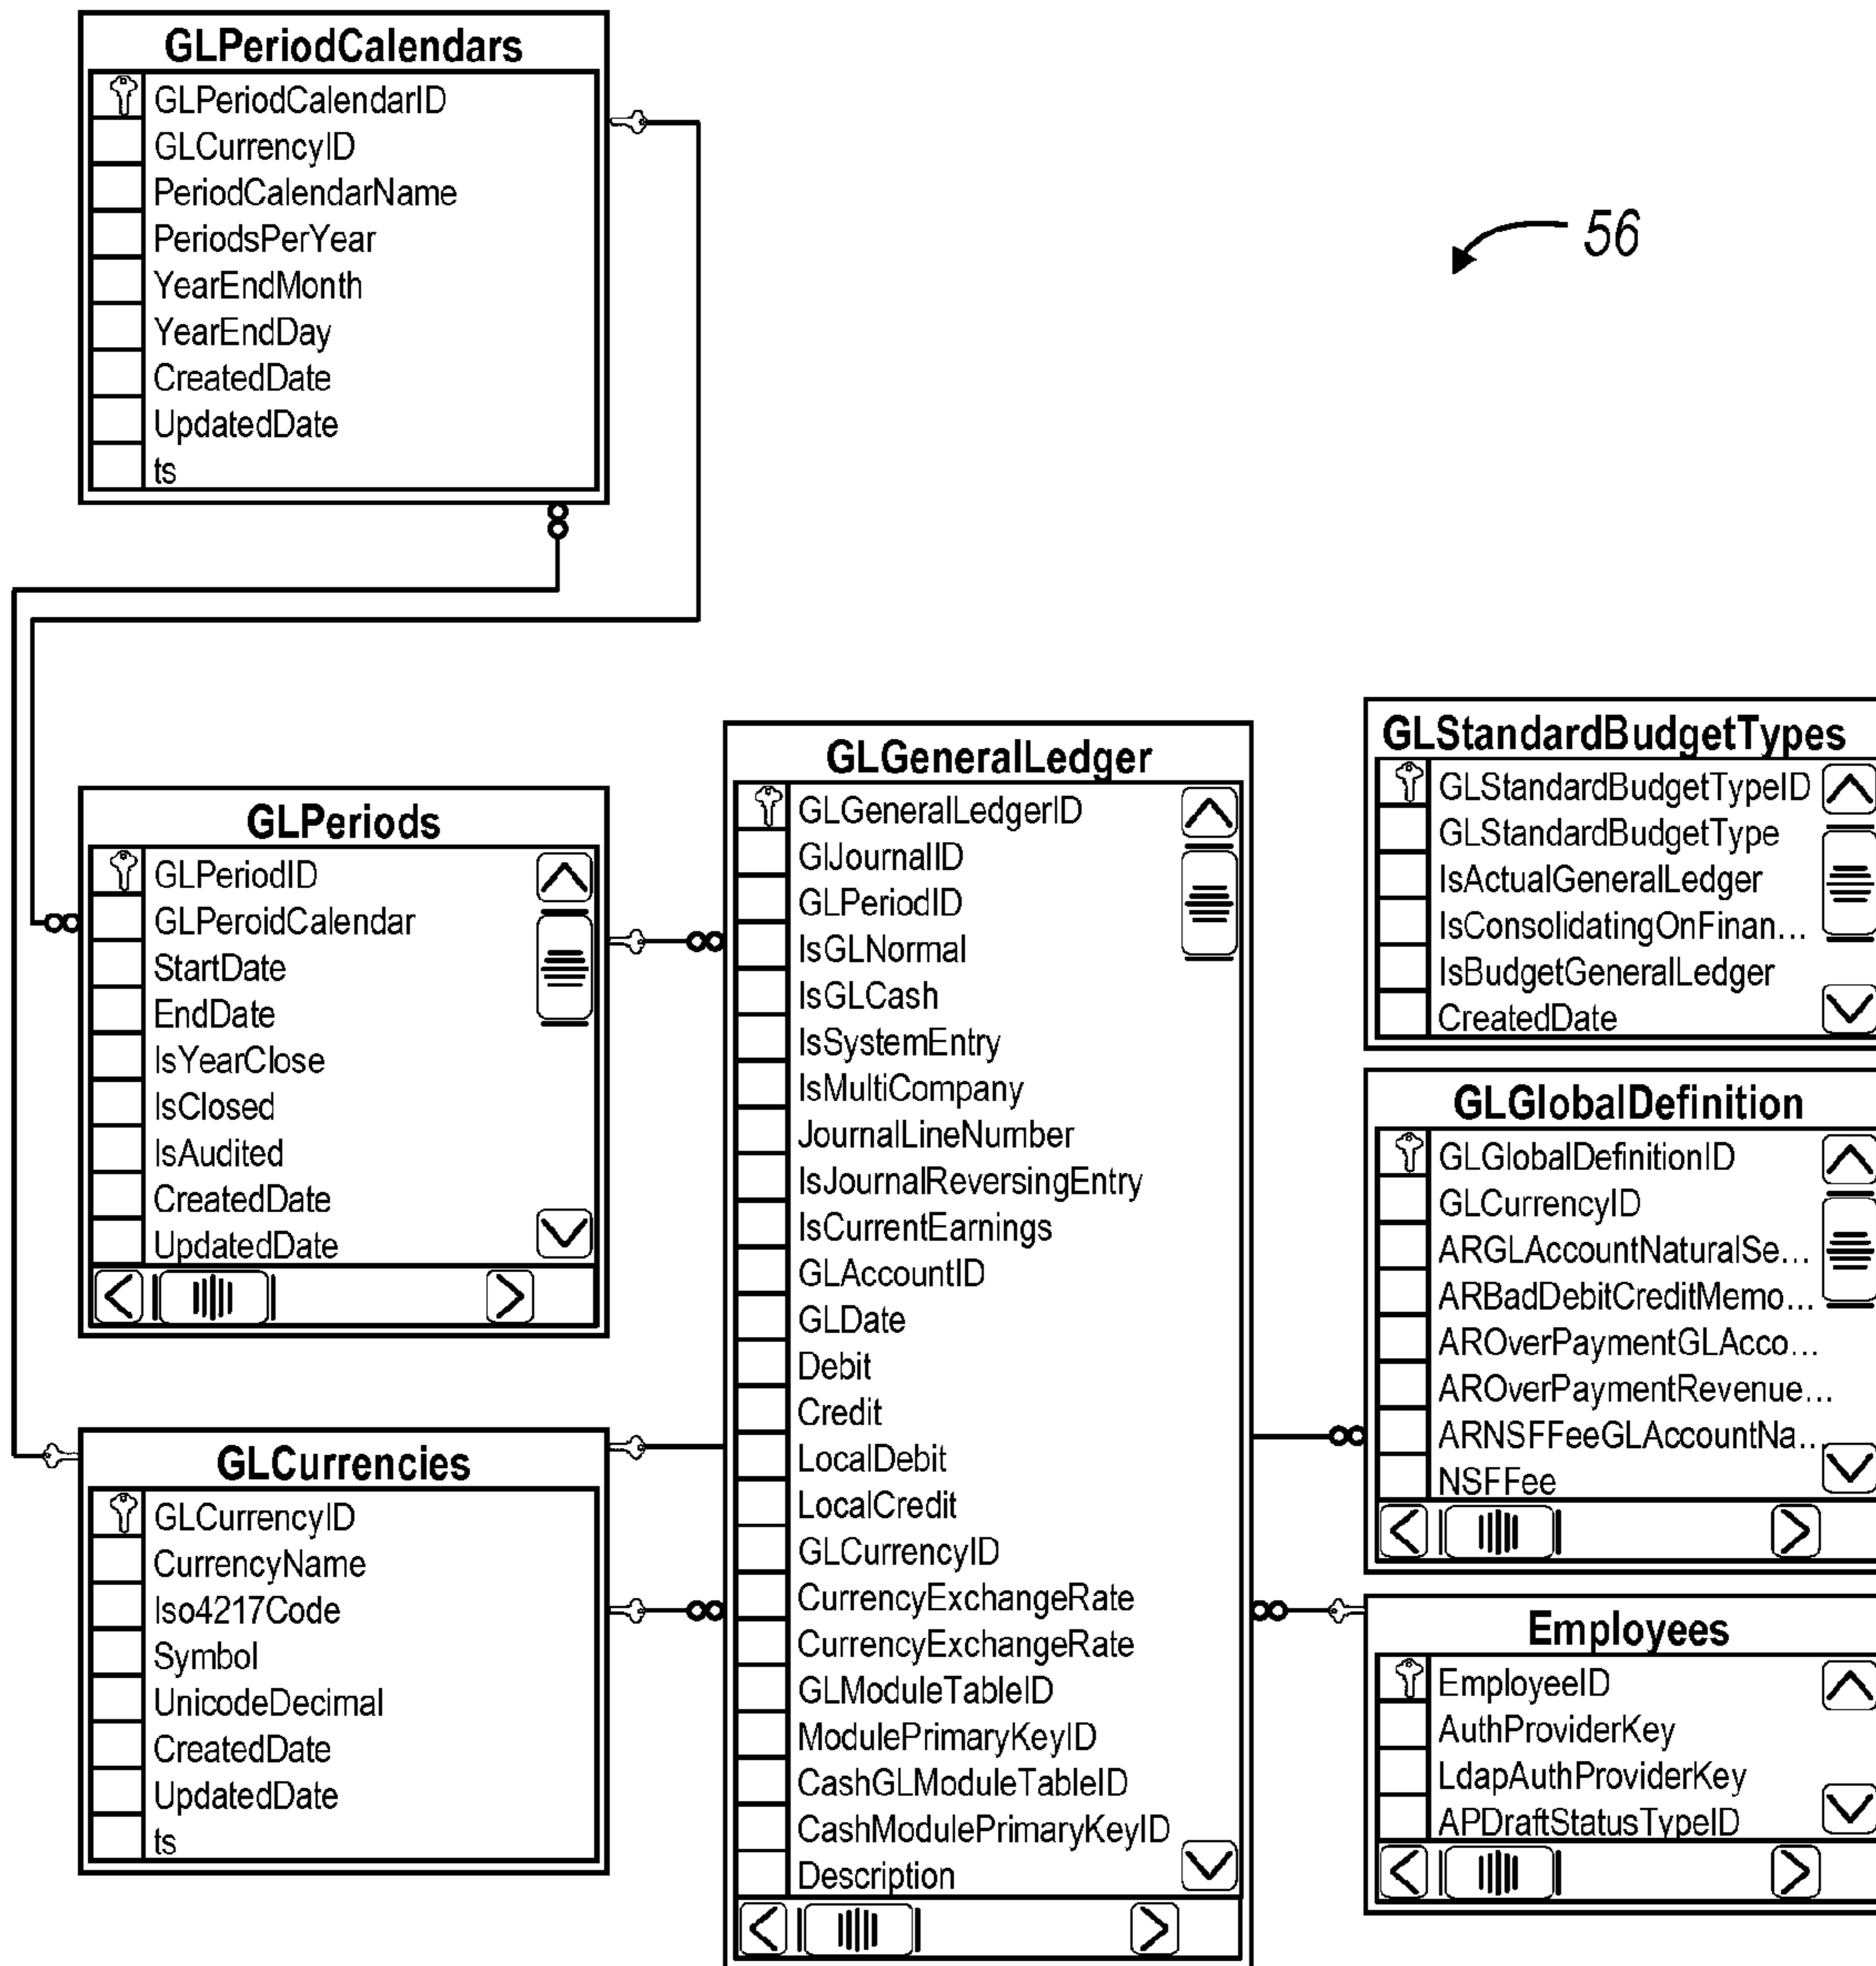 GLPeriodCalendars
GLPeriodCalendarID
GLCurrencyID
PeriodCalendarName
PeriodsPerYear
YearEndMonth
YearEndDay
CreatedDate
UpdatedDate
ts
56
GLPeriods
GLPeriodID
GLPeroidCalendar
StartDate
EndDate
IsYearClose
IsClosed
IsAudited
CreatedDate
UpdatedDate
GLCurrencies
GLCurrencyID
CurrencyName
Iso4217Code
Symbol
UnicodeDecimal
CreatedDate
UpdatedDate
ts
GLGeneralLedger
GLGeneralLedgerID
GlJournalID
GLPeriodID
IsGLNormal
IsGLCash
IsSystemEntry
IsMultiCompany
JournalLineNumber
IsJournalReversingEntry
IsCurrentEarnings
GLAccountID
GLDate
Debit
Credit
LocalDebit
LocalCredit
GLCurrencyID
CurrencyExchangeRate
CurrencyExchangeRate
GLModuleTableID
ModulePrimaryKeyID
CashGLModuleTableID
CashModulePrimaryKeyID
Description
GLStandardBudgetTypes
GLStandardBudgetTypeID
GLStandardBudgetType
IsActualGeneralLedger
IsConsolidatingOnFinan...
IsBudgetGeneralLedger
CreatedDate
GLGlobalDefinition
GLGlobalDefinitionID
GLCurrencyID
ARGLAccountNaturalSe...
ARBadDebitCreditMemo...
AROverPaymentGLAcco...
AROverPaymentRevenue...
ARNSFFeeGLAccountNa...
NSFFee
Employees
EmployeeID
AuthProviderKey
LdapAuthProviderKey
APDraftStatusTypeID